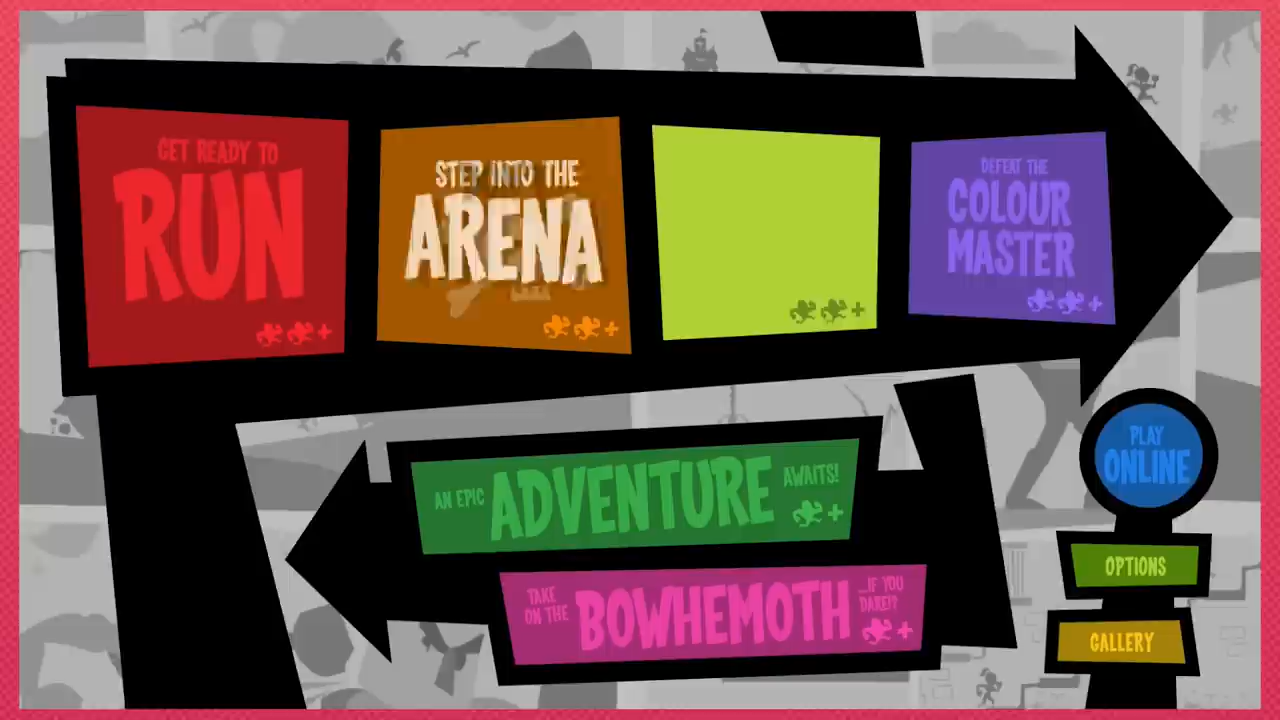 GET READY TO
RUN
STEP INTO THE
ARENA
DEFEAT THE
COLOUR
MASTER
AN EPIC ADVENTURE AWAITS!
TAKE
ON THE
BOWHEMOTH
...IF YOU
DARE!?
PLAY
ONLINE
OPTIONS
GALLERY